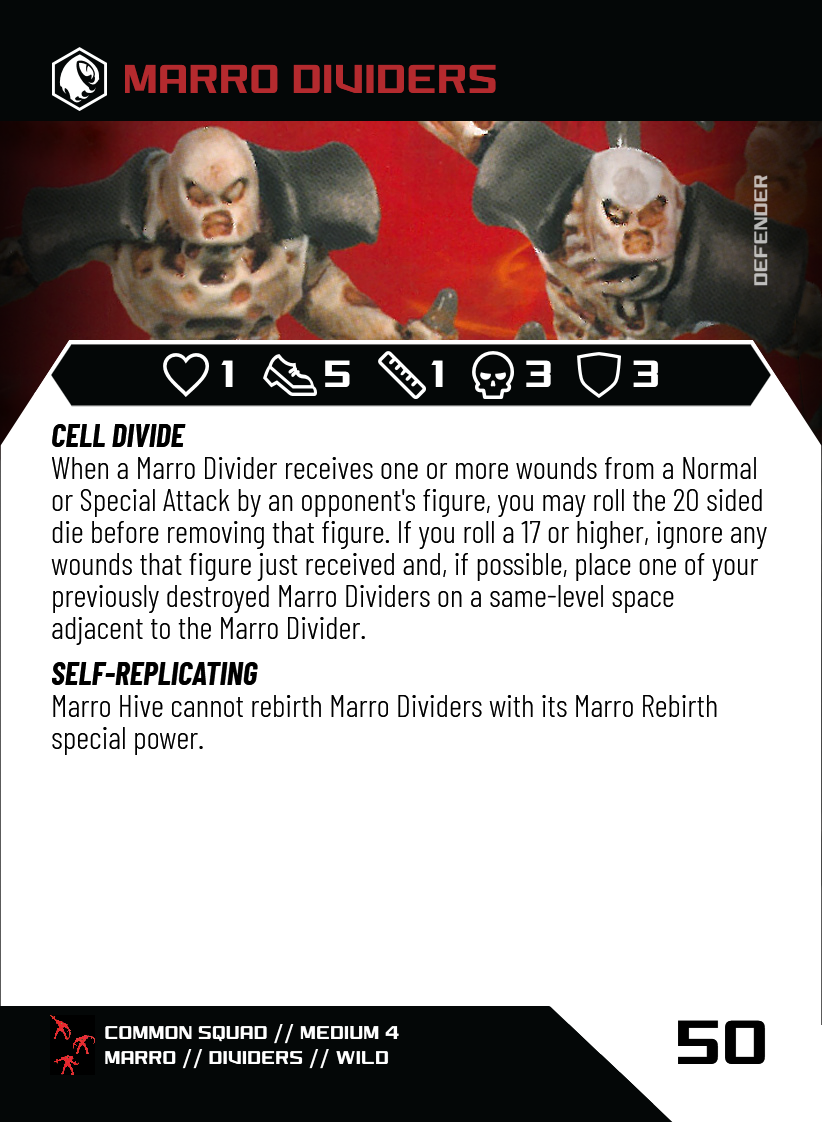 MARRO DIVIDERS
DEFENDER
1 5 1 3 3
CELL DIVIDE
When a Marro Divider receives one or more wounds from a Normal
or Special Attack by an opponent's figure, you may roll the 20 sided
die before removing that figure. If you roll a 17 or higher, ignore any
wounds that figure just received and, if possible, place one of your
previously destroyed Marro Dividers on a same-level space
adjacent to the Marro Divider.
SELF-REPLICATING
Marro Hive cannot rebirth Marro Dividers with its Marro Rebirth
special power.
COMMON SQUAD // MEDIUM 4
MARRO // DIVIDERS // WILD
50